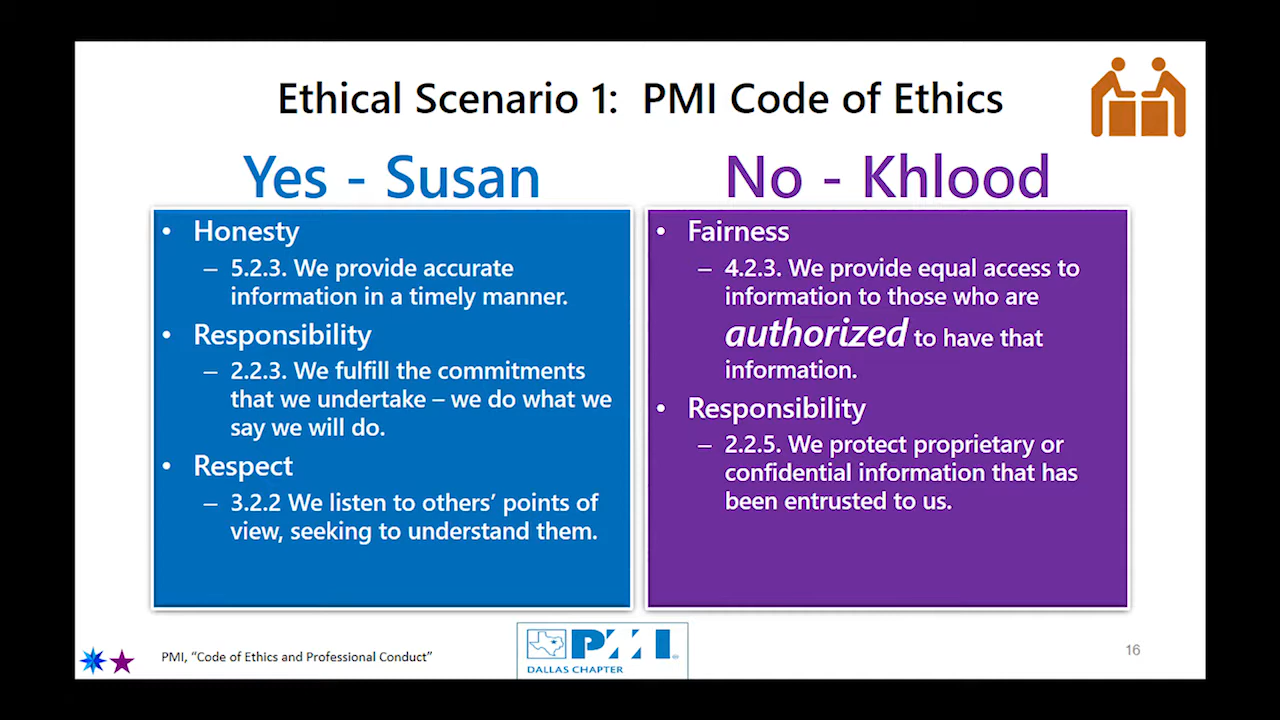 Ethical Scenario 1:  PMI Code of Ethics
Yes - Susan
• Honesty
– 5.2.3. We provide accurate
information in a timely manner.
• Responsibility
– 2.2.3. We fulfill the commitments
that we undertake – we do what we
say we will do.
• Respect
– 3.2.2 We listen to others’ points of
view, seeking to understand them.
No - Khlood
• Fairness
– 4.2.3. We provide equal access to
information to those who are
authorized to have that
information.
• Responsibility
– 2.2.5. We protect proprietary or
confidential information that has
been entrusted to us.
PMI, “Code of Ethics and Professional Conduct”
PMI
DALLAS CHAPTER
16